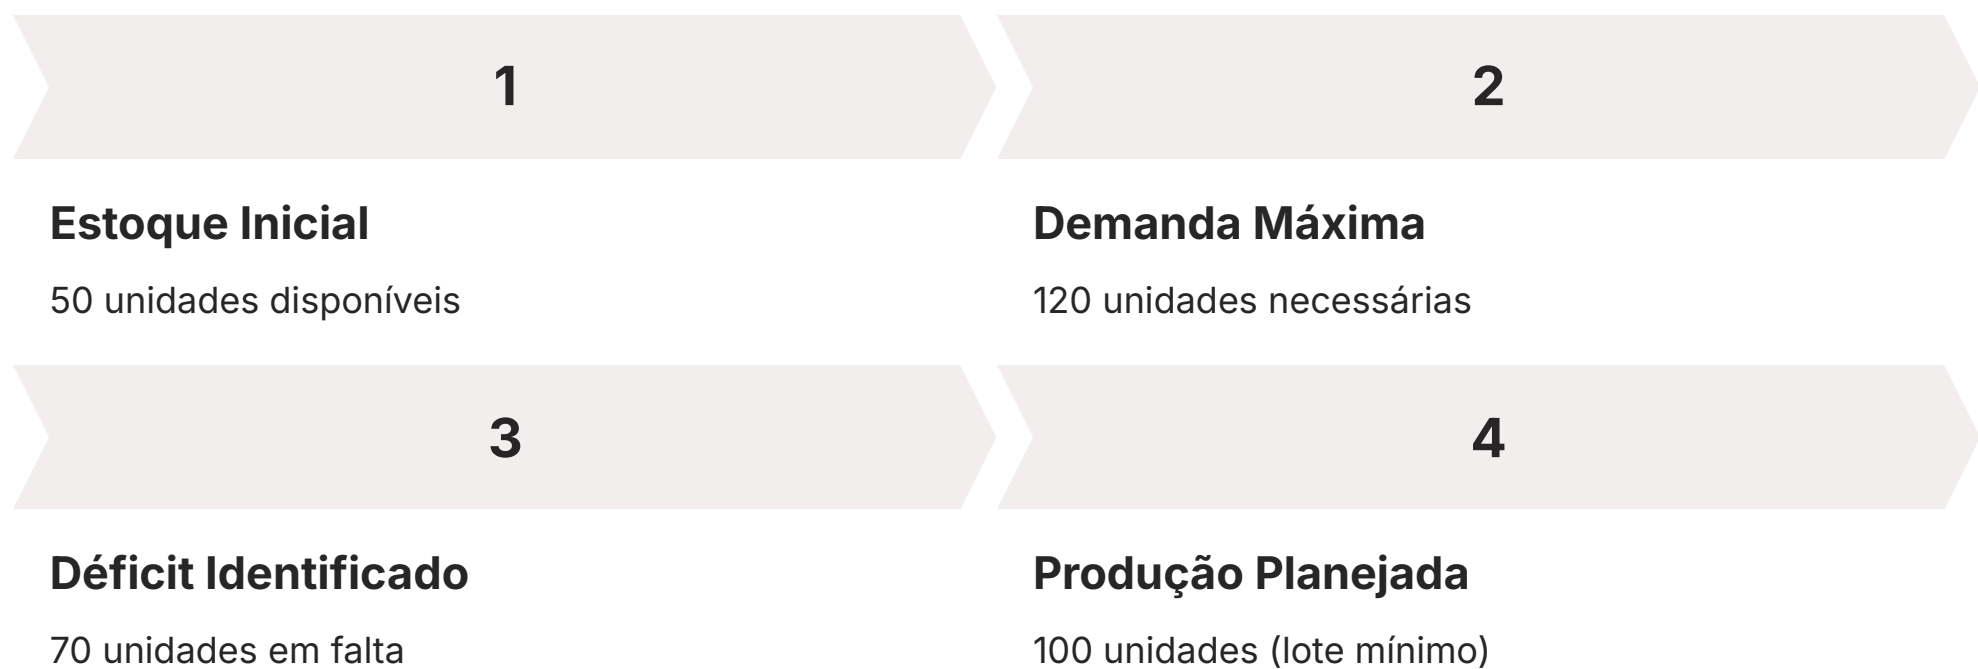 1
2
Estoque Inicial
50 unidades disponíveis
Demanda Máxima
120 unidades necessárias
3
4
Déficit Identificado
70 unidades em falta
Produção Planejada
100 unidades (lote mínimo)